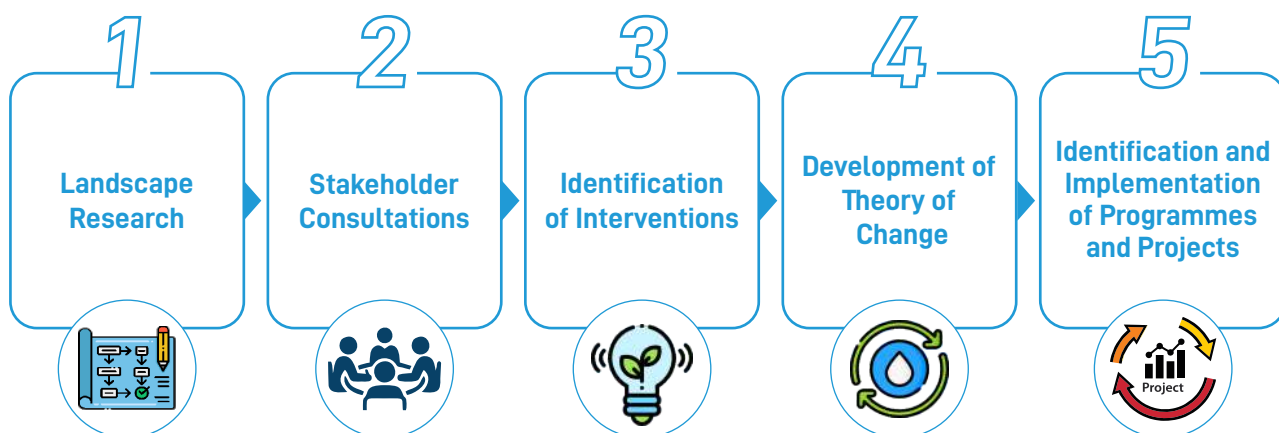 1
Landscape
Research
2
Stakeholder
Consultations
3
Identification
of Interventions
4
Development of
Theory of
Change
5
Identification and
Implementation
of Programmes
and Projects
Project